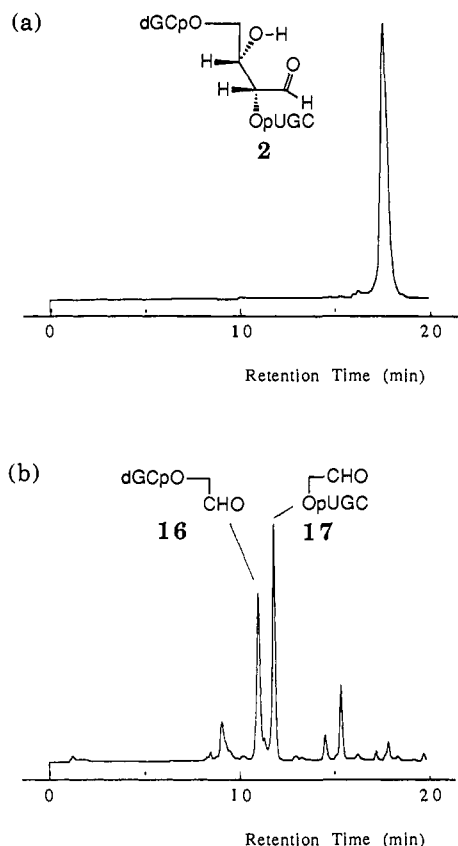 (a)
dGCpO
O-H
H
O
H
H
OpUGC
2
0 10 20
Retention Time (min)
(b)
dGCpO
CHO
CHO
OpUGC
16
17
0 10 20
Retention Time (min)